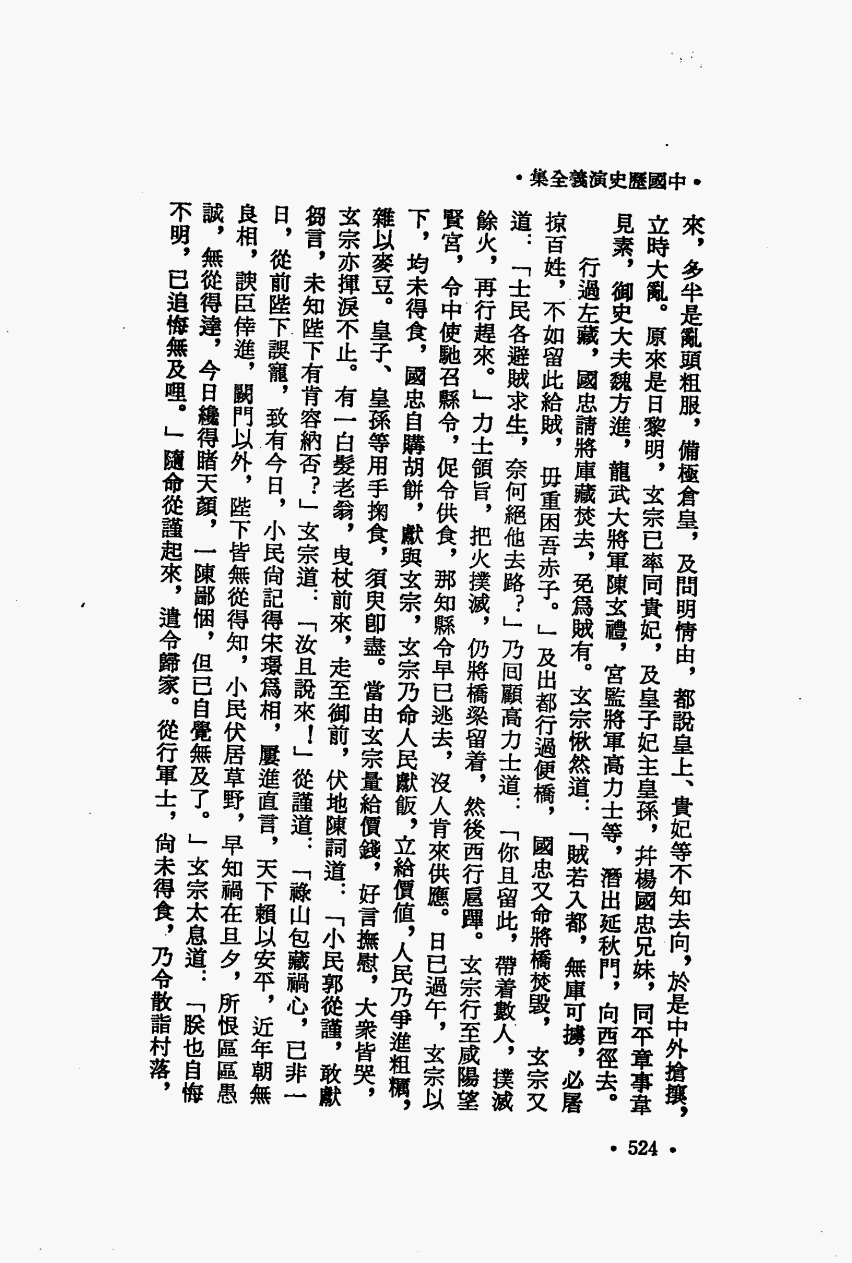 •中國歷史演義全集•
來，多半是亂頭粗服，備極倉皇，及問明情由，都說皇上、貴妃等不知去向，於是中外搶攘，
立時大亂。原來是日黎明，玄宗已率同貴妃，及皇子妃主皇孫，幷楊國忠兄妹，同平章事韋
見素，御史大夫魏方進，龍武大將軍陳玄禮，宮監將軍高力士等，潛出延秋門，向西徑去。
行過左藏，國忠請將庫藏焚去，免爲賊有。玄宗愀然道：「賊若入都，無庫可擄，必屠
掠百姓，不如留此給賊，毋重困吾赤子。」及出都行過便橋，國忠又命將橋焚毀，玄宗又
道：「士民各避賊求生，奈何絕他去路？」乃囘顧高力士道：「你且留此，帶着數人，撲滅
餘火，再行趕來。」力士領旨，把火撲滅，仍將橋梁留着，然後西行扈蹕。玄宗行至咸陽望
賢宮，令中使馳召縣令，促令供食，那知縣令早已逃去，沒人肯來供應。日已過午，玄宗以
下，均未得食，國忠自購胡餅，獻與玄宗，玄宗乃命人民獻飯，立給價値，人民乃爭進粗糲，
雜以麥豆。皇子、皇孫等用手掬食，須臾卽盡。當由玄宗量給價錢，好言撫慰，大衆皆哭，
玄宗亦揮淚不止。有一白髮老翁，曳杖前來，走至御前，伏地陳詞道：「小民郭從謹，敢獻
芻言，未知陛下有肯容納否？」玄宗道：「汝且說來！」從謹道：「祿山包藏禍心，已非一
日，從前陛下誤寵，致有今日，小民尙記得宋璟爲相，屢進直言，天下賴以安平，近年朝無
良相，諛臣倖進，闕門以外，陛下皆無從得知，小民伏居草野，早知禍在旦夕，所恨區區愚
誠，無從得達，今日纔得睹天顏，一陳鄙悃，但已自覺無及了。」玄宗太息道：「朕也自悔
不明，已追悔無及哩。」隨命從謹起來，遣令歸家。從行軍士，尙未得食，乃令散詣村落，
•524•